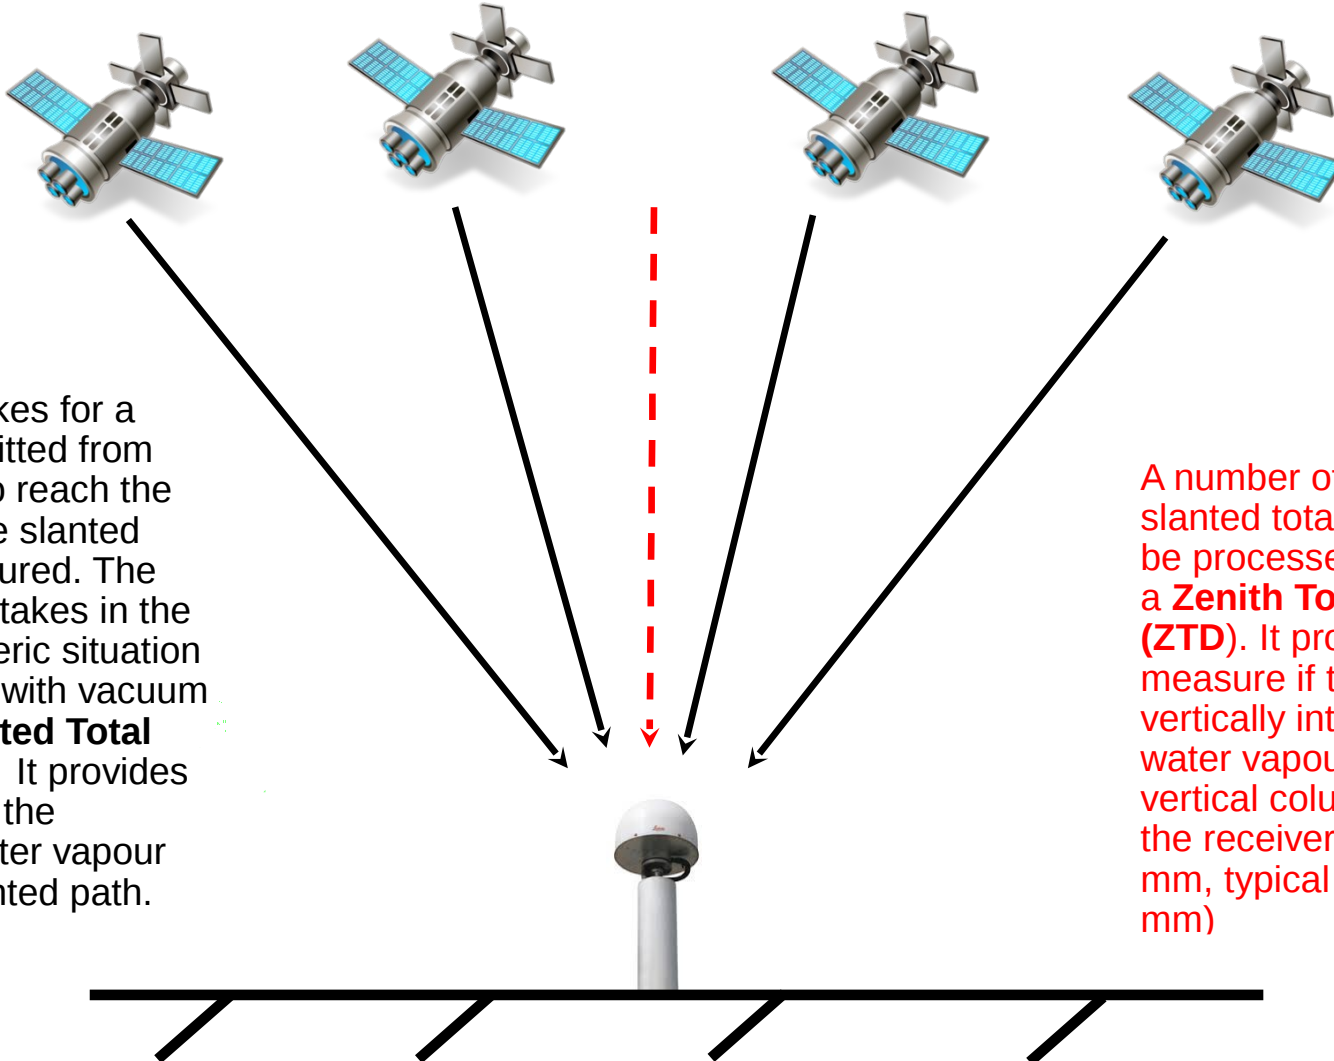 kes for a
itted from
o reach the
e slanted
ured. The
takes in the
eric situation
with vacuum
ted Total
. It provides
the
ter vapour
nted path.
A number of
slanted tota
be processe
a Zenith To
(ZTD). It pro
measure if t
vertically int
water vapou
vertical colu
the receiver
mm, typical
mm)